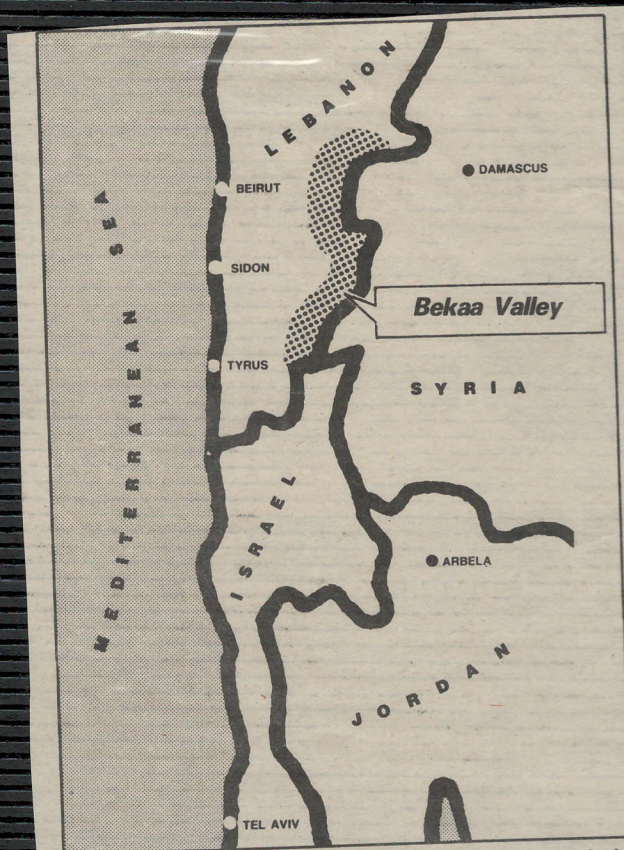 LEBANON
MEDITERRANEAN SEA
BEIRUT
DAMASCUS
SIDON
Bekaa Valley
TYRUS
SYRIA
ISRAEL
ARBELA
JORDAN
TEL AVIV